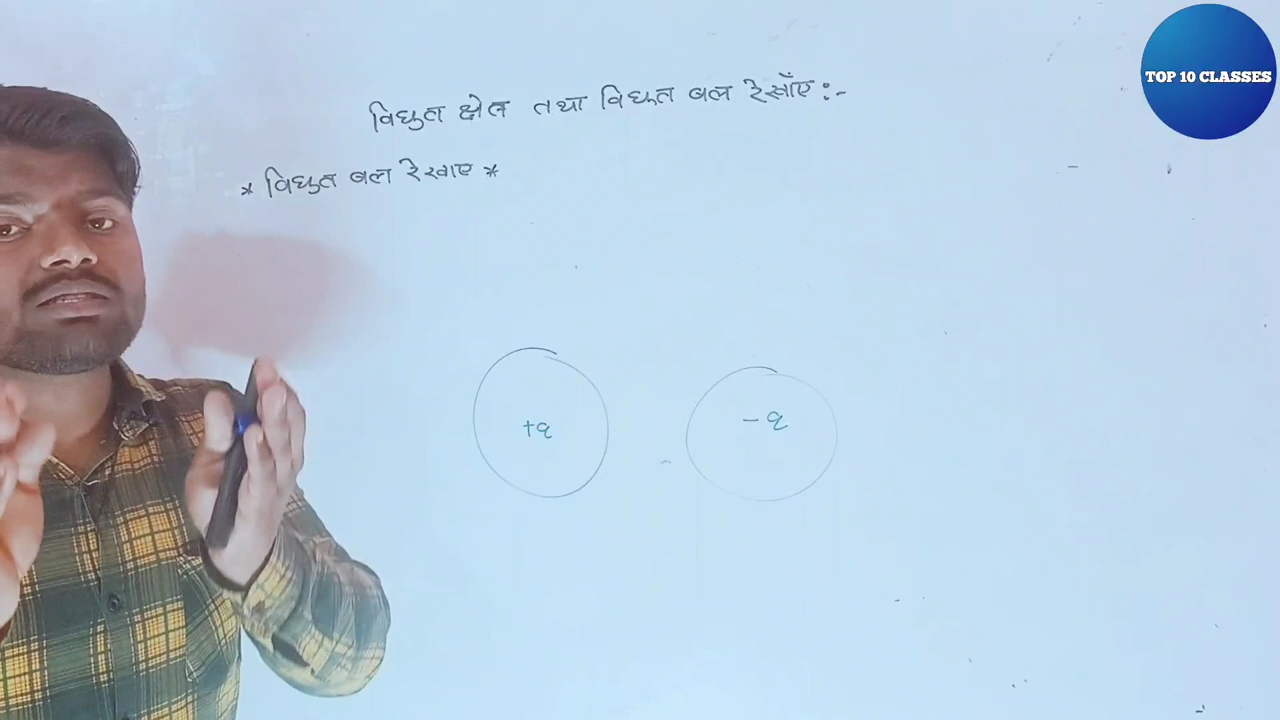 विद्युत क्षेत्र तथा विद्युत बल रेखाएँ :-
* विद्युत बल रेखाए *
+q
- q
TOP 10 CLASSES